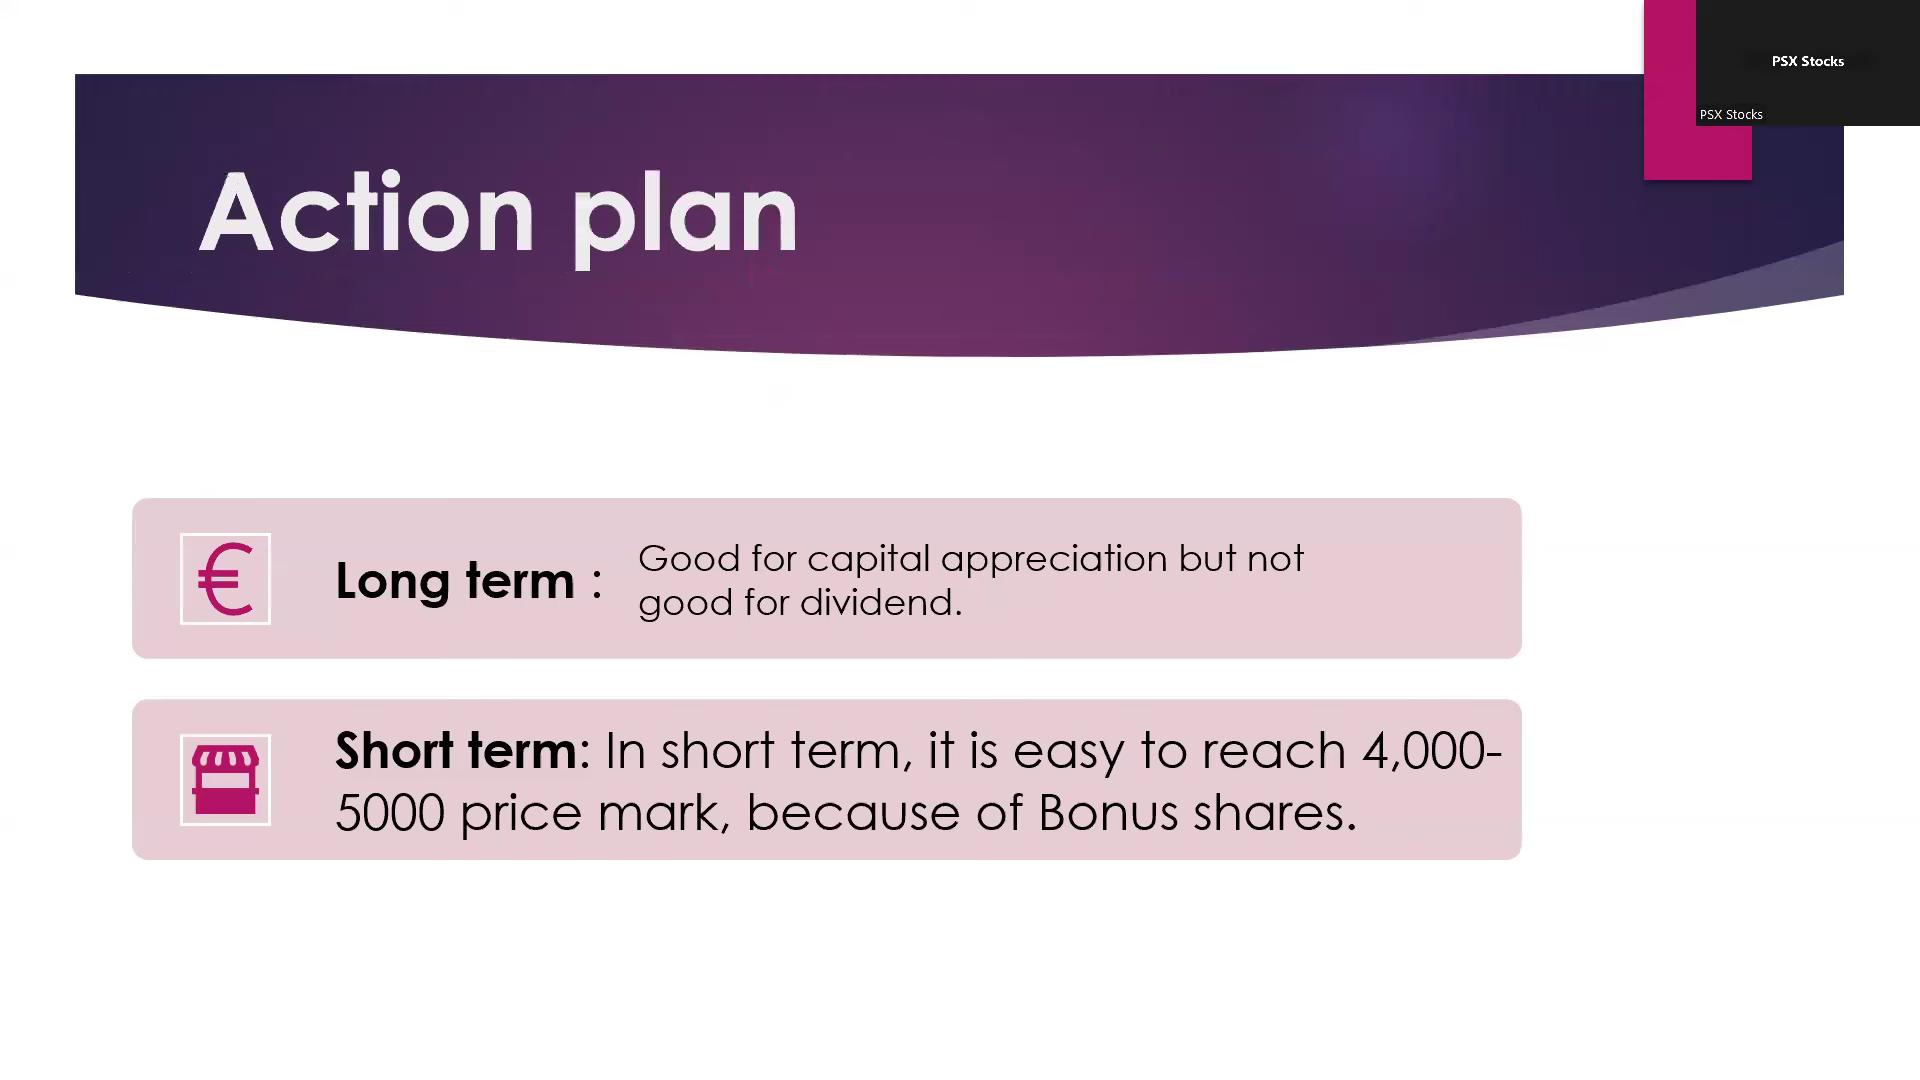 PSX Stocks
PSX Stocks
Action plan
Long term :
Good for capital appreciation but not
good for dividend.
Short term: In short term, it is easy to reach 4,000-
5000 price mark, because of Bonus shares.